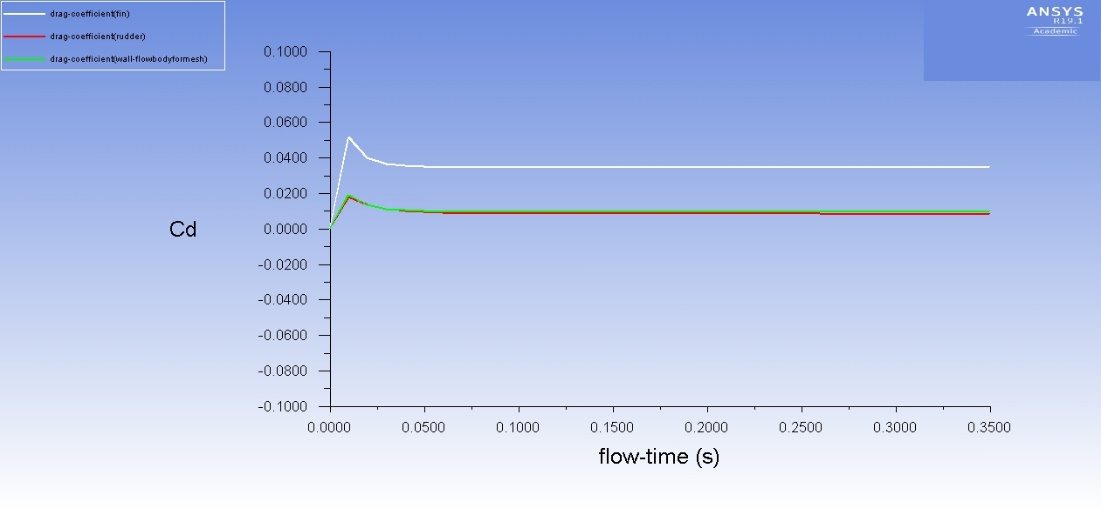 drag-coefficient(fin)
drag-coefficient(rudder)
drag-coefficient(wall-flowbodyformesh)
ANSYS
R19.1
Academic
0.1000
0.0800
0.0600
0.0400
0.0200
0.0000
-0.0200
-0.0400
-0.0600
-0.0800
-0.1000
Cd
0.0000 0.0500 0.1000 0.1500 0.2000 0.2500 0.3000 0.3500
flow-time (s)